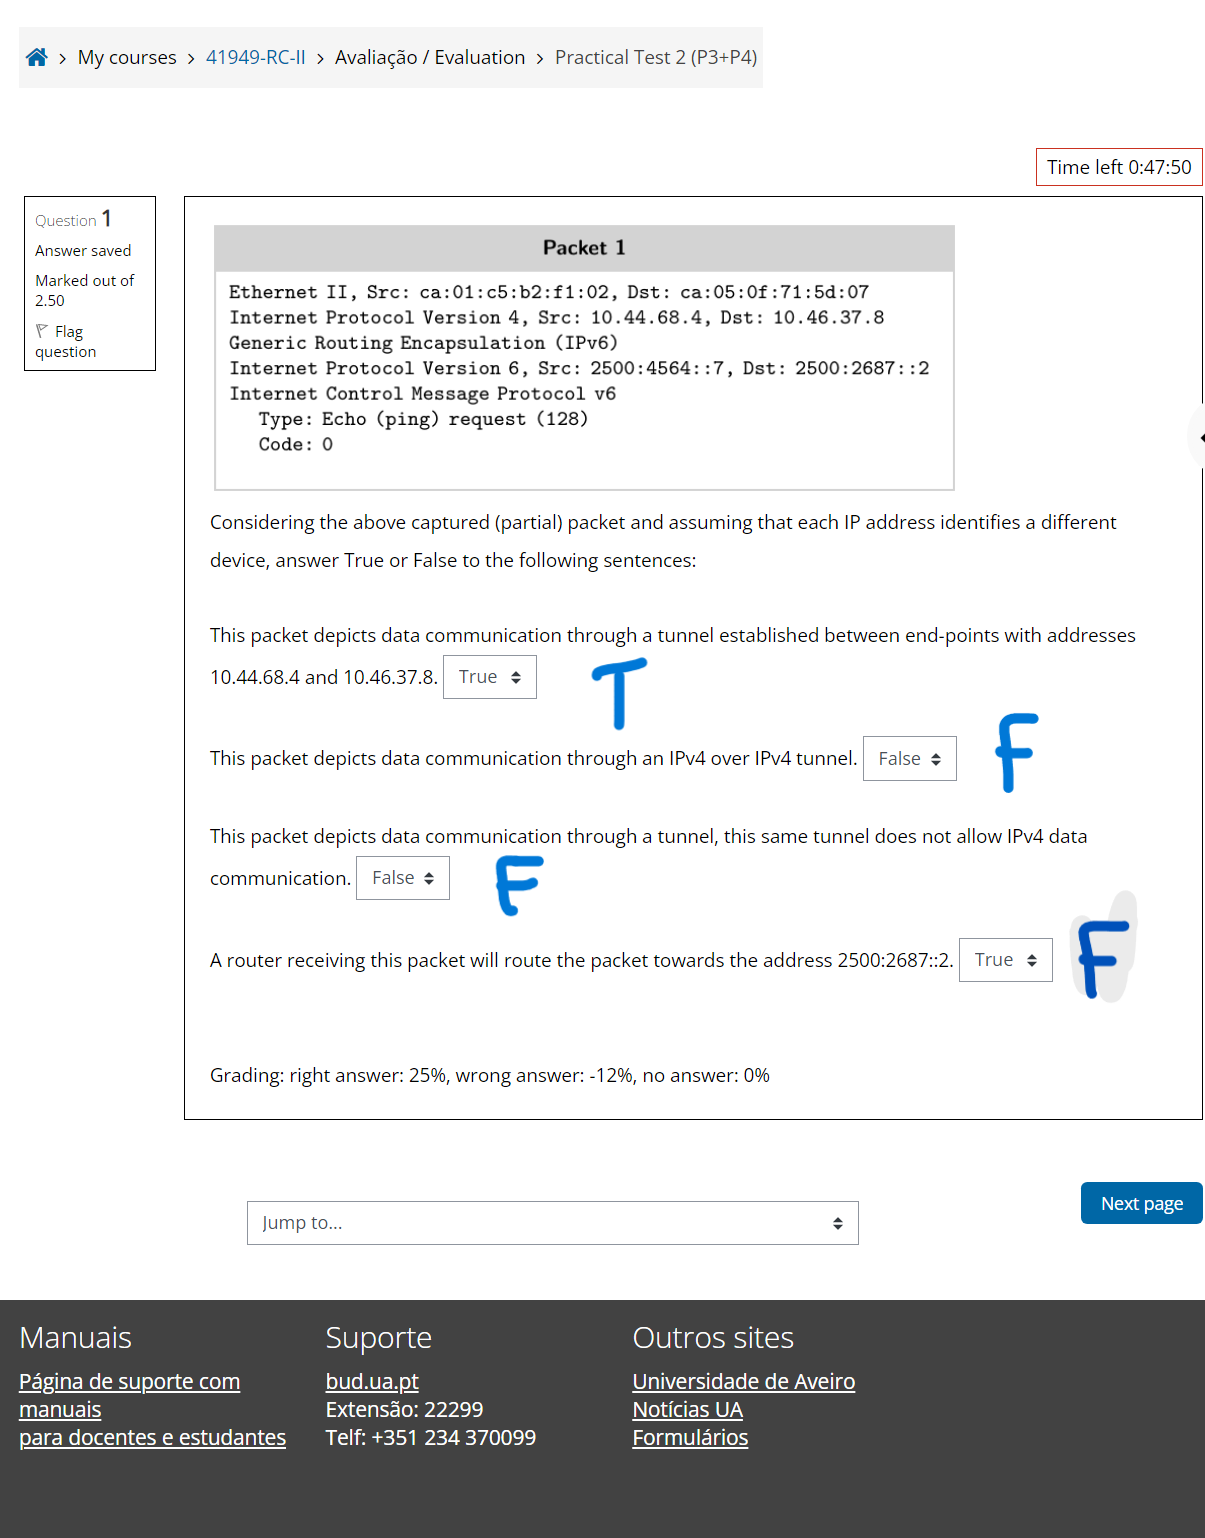 My courses > 41949-RC-II > Avaliação / Evaluation > Practical Test 2 (P3+P4)
Time left 0:47:50
Question 1
Answer saved
Marked out of
2.50
Flag
question
Packet 1
Ethernet II, Src: ca:01:c5:b2:f1:02, Dst: ca:05:0f:71:5d:07
Internet Protocol Version 4, Src: 10.44.68.4, Dst: 10.46.37.8
Generic Routing Encapsulation (IPv6)
Internet Protocol Version 6, Src: 2500:4564::7, Dst: 2500:2687::2
Internet Control Message Protocol v6
Type: Echo (ping) request (128)
Code: 0
Considering the above captured (partial) packet and assuming that each IP address identifies a different
device, answer True or False to the following sentences:
This packet depicts data communication through a tunnel established between end-points with addresses
10.44.68.4 and 10.46.37.8. True T
This packet depicts data communication through an IPv4 over IPv4 tunnel. False F
This packet depicts data communication through a tunnel, this same tunnel does not allow IPv4 data
communication. False F
A router receiving this packet will route the packet towards the address 2500:2687::2. True F
Grading: right answer: 25%, wrong answer: -12%, no answer: 0%
Jump to...
Next page
Manuais
Página de suporte com
manuais
para docentes e estudantes
Suporte
bud.ua.pt
Extensão: 22299
Telf: +351 234 370099
Outros sites
Universidade de Aveiro
Notícias UA
Formulários